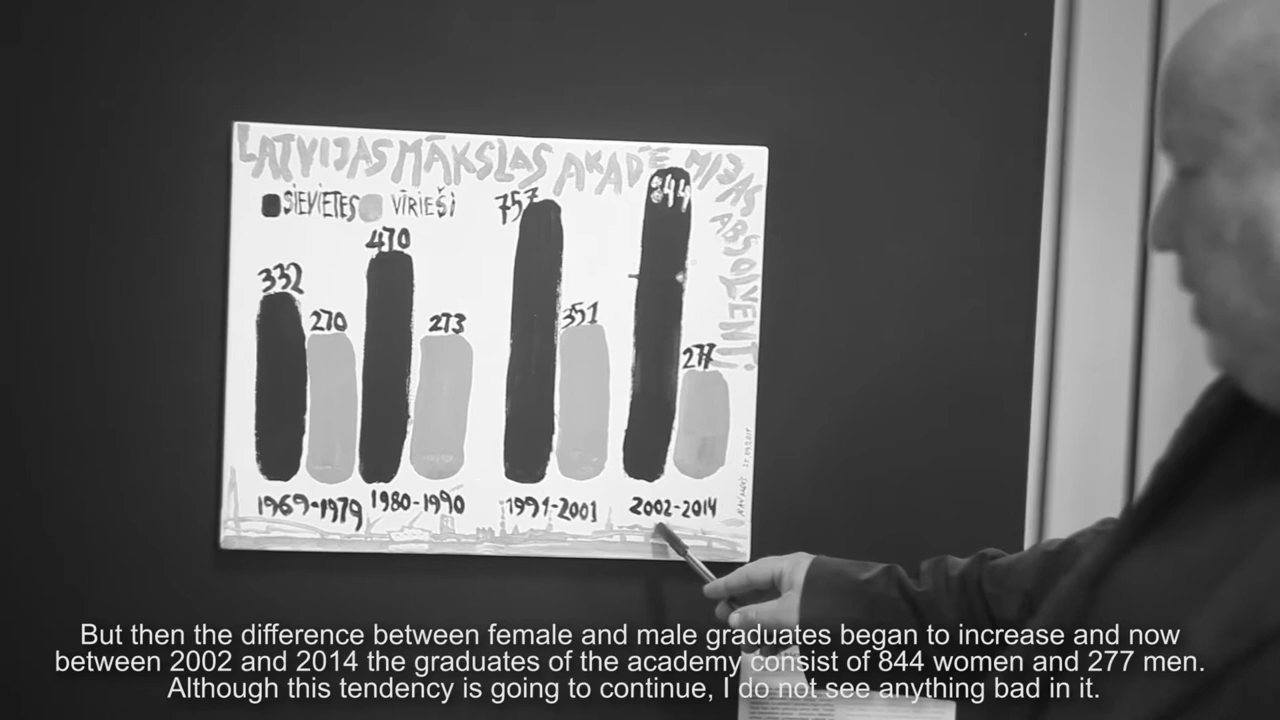 LATVIJAS MĀKSLAS AKADĒMIJAS
ABSOLVENTI
SIEVIETES VĪRIEŠI
332 270 470 273 757 351 844 277
1969-1979 1980-1990 1991-2001 2002-2014
But then the difference between female and male graduates began to increase and now
between 2002 and 2014 the graduates of the academy consist of 844 women and 277 men.
Although this tendency is going to continue, I do not see anything bad in it.